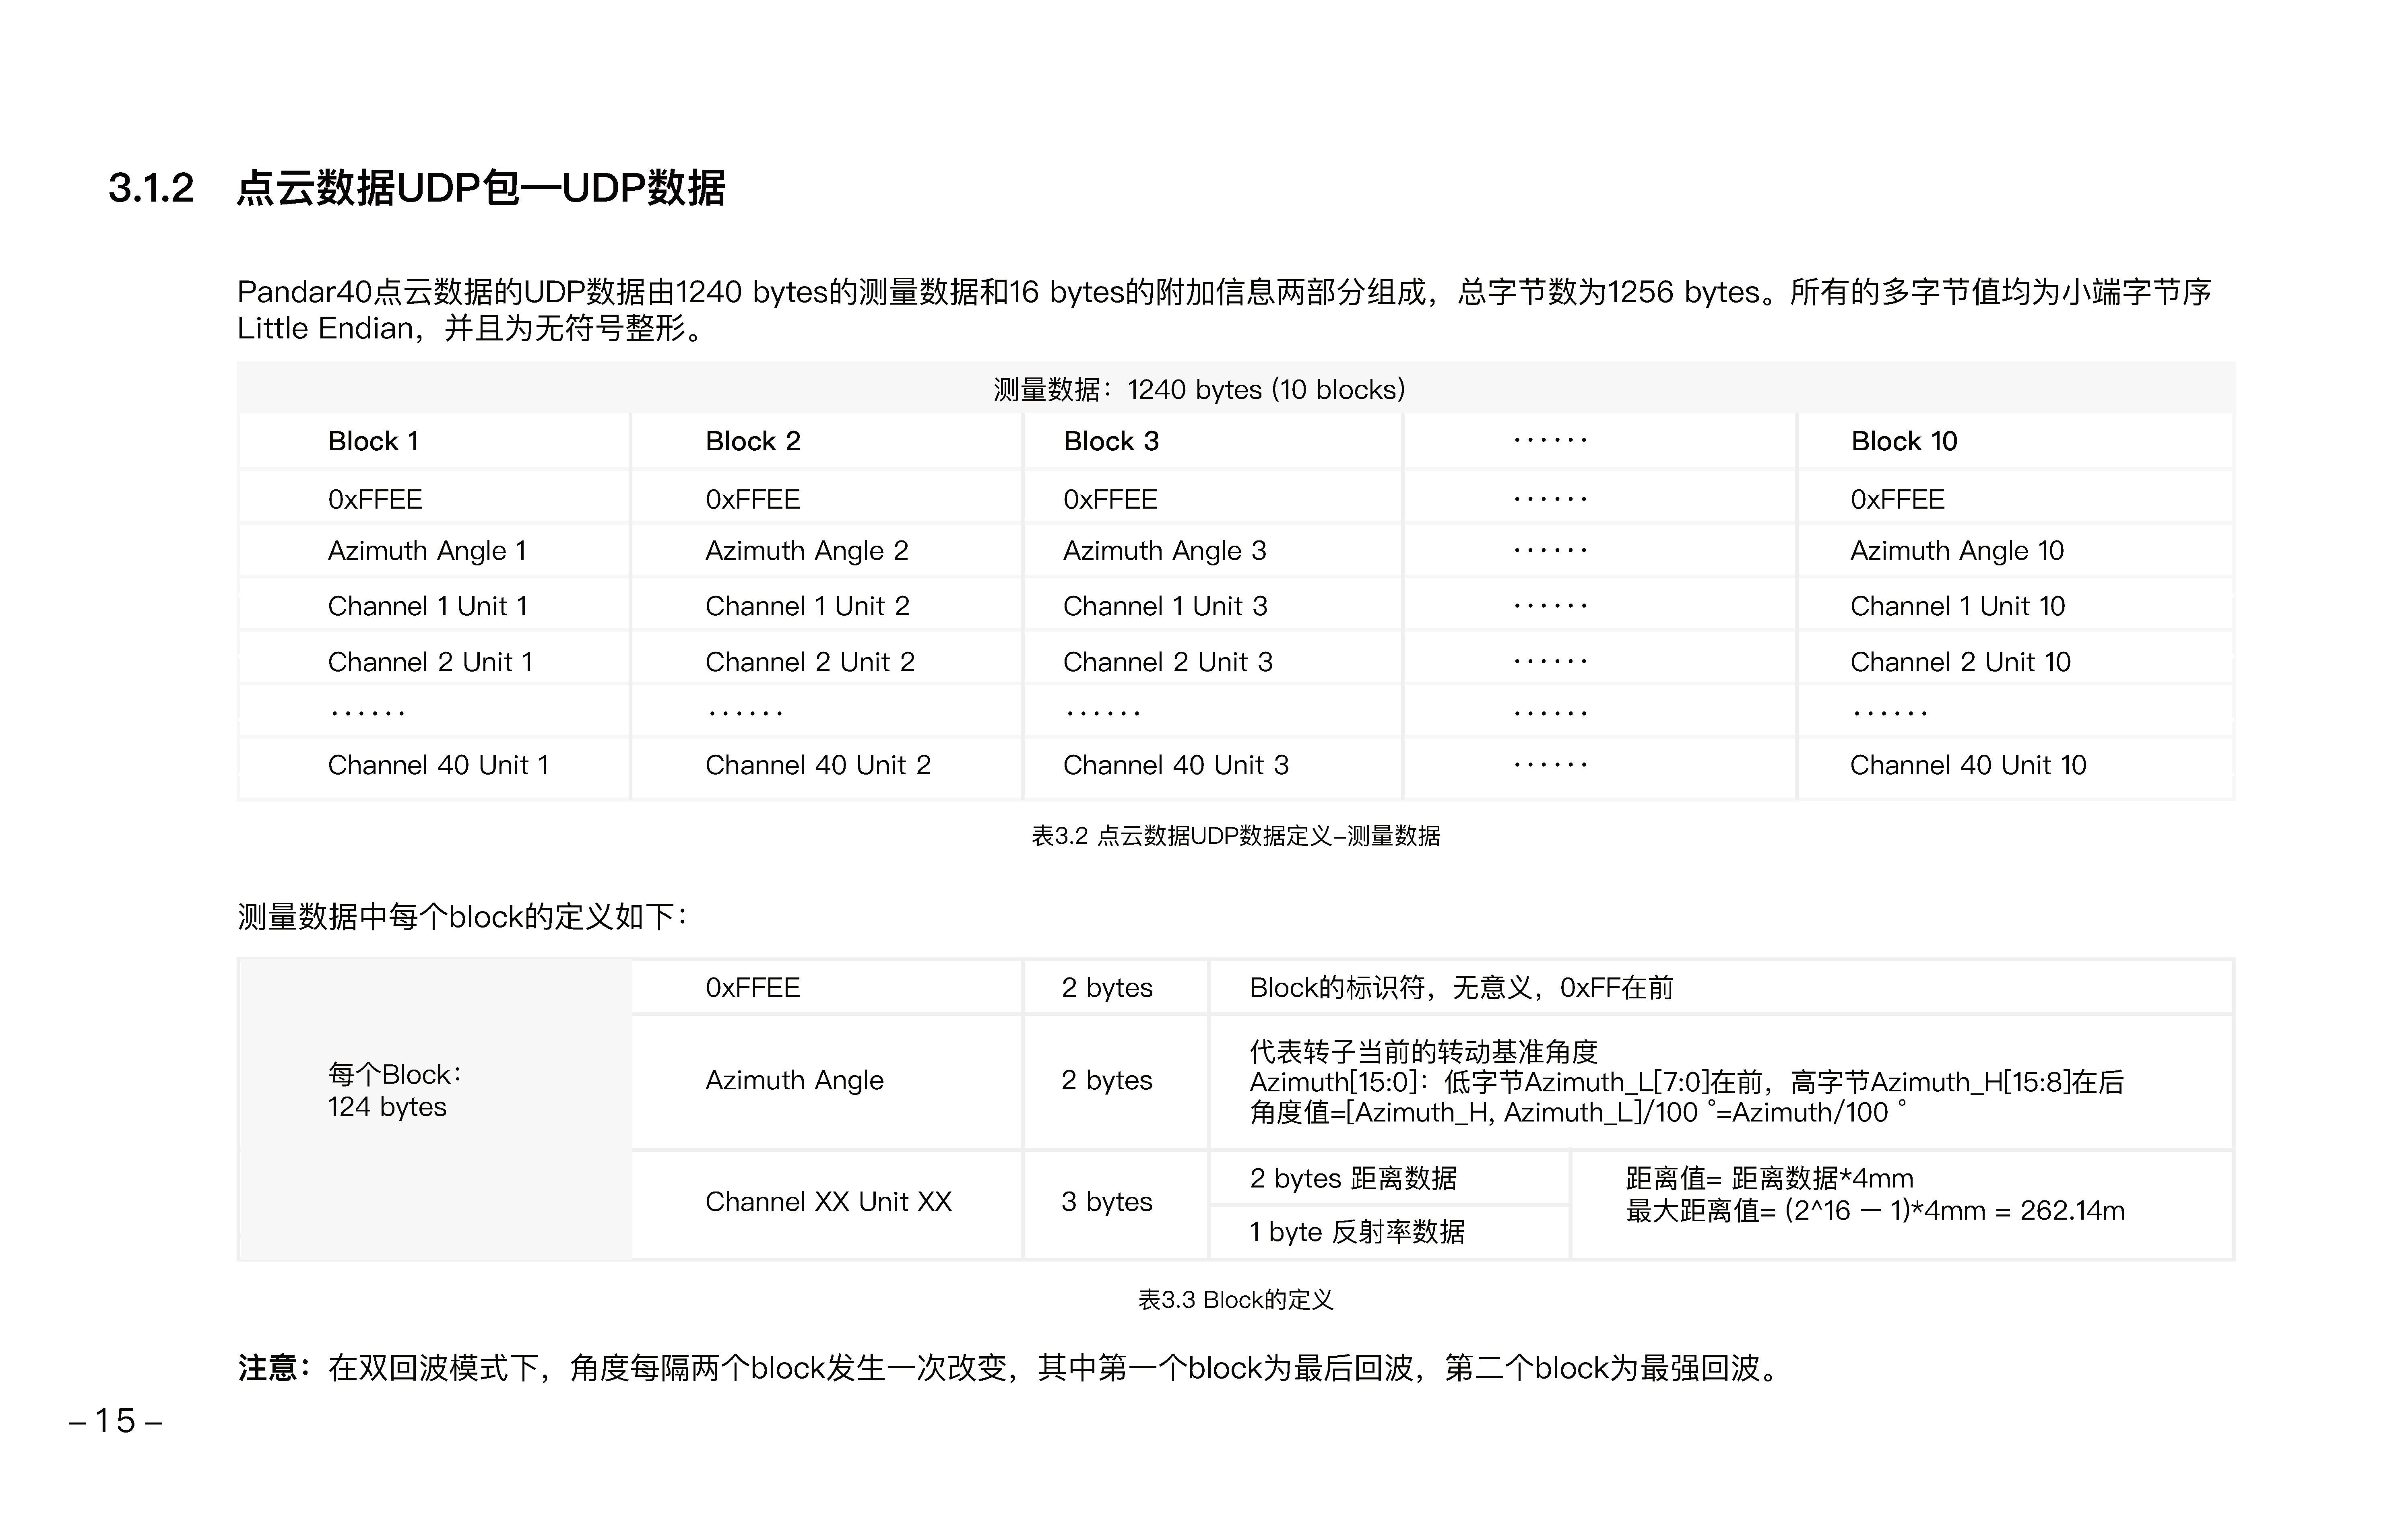 3.1.2 点云数据UDP包—UDP数据
Pandar40点云数据的UDP数据由1240 bytes的测量数据和16 bytes的附加信息两部分组成，总字节数为1256 bytes。所有的多字节值均为小端字节序
Little Endian，并且为无符号整形。
测量数据：1240 bytes (10 blocks)
Block 1 Block 2 Block 3 ······ Block 10
0xFFEE 0xFFEE 0xFFEE ······ 0xFFEE
Azimuth Angle 1 Azimuth Angle 2 Azimuth Angle 3 ······ Azimuth Angle 10
Channel 1 Unit 1 Channel 1 Unit 2 Channel 1 Unit 3 ······ Channel 1 Unit 10
Channel 2 Unit 1 Channel 2 Unit 2 Channel 2 Unit 3 ······ Channel 2 Unit 10
······ ······ ······ ······ ······
Channel 40 Unit 1 Channel 40 Unit 2 Channel 40 Unit 3 ······ Channel 40 Unit 10
表3.2 点云数据UDP数据定义–测量数据
测量数据中每个block的定义如下：
每个Block：
124 bytes
0xFFEE 2 bytes Block的标识符，无意义，0xFF在前
Azimuth Angle 2 bytes
代表转子当前的转动基准角度
Azimuth[15:0]：低字节Azimuth_L[7:0]在前，高字节Azimuth_H[15:8]在后
角度值=[Azimuth_H, Azimuth_L]/100 °=Azimuth/100 °
Channel XX Unit XX 3 bytes
2 bytes 距离数据
1 byte 反射率数据
距离值= 距离数据*4mm
最大距离值= (2^16 － 1)*4mm = 262.14m
表3.3 Block的定义
注意：在双回波模式下，角度每隔两个block发生一次改变，其中第一个block为最后回波，第二个block为最强回波。
– 15 –